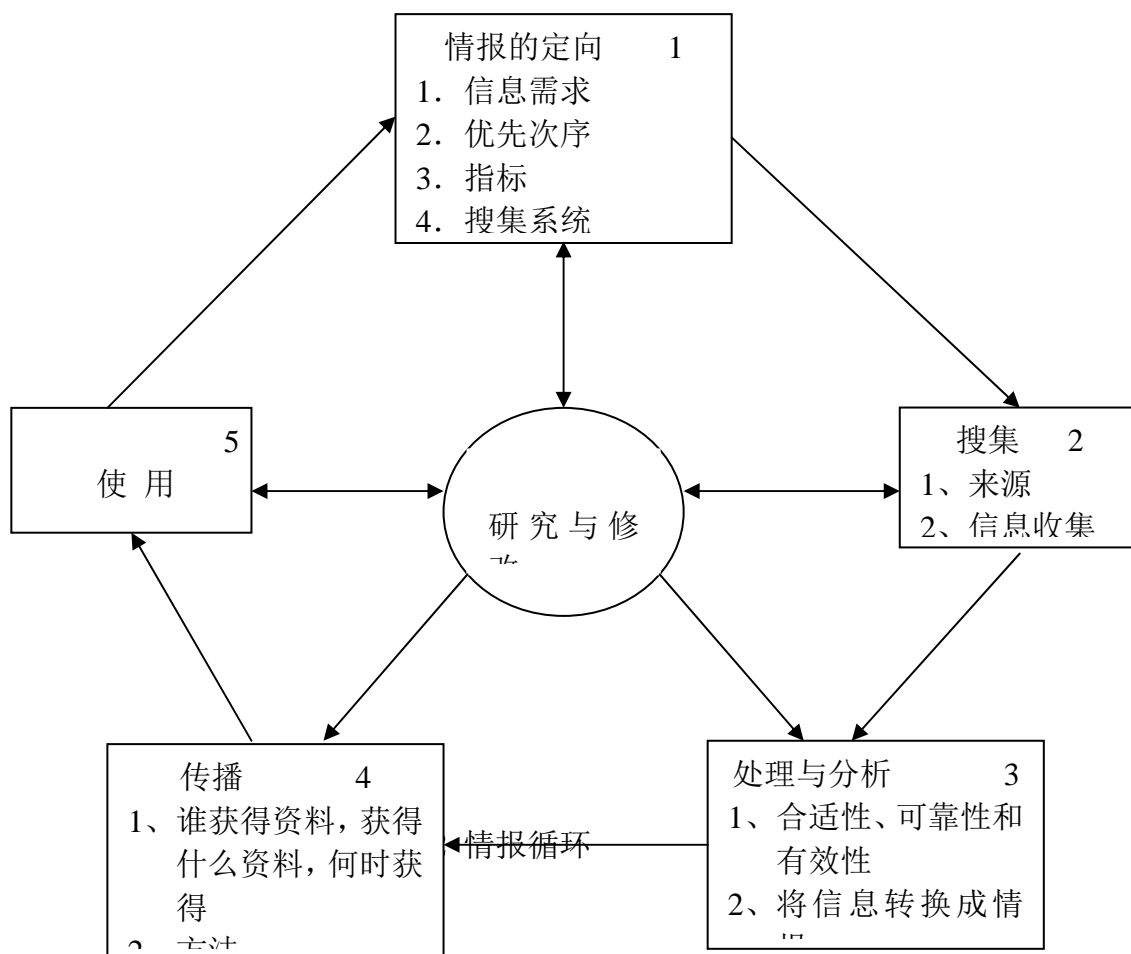 情报的定向 1
1. 信息需求
2. 优先次序
3. 指标
4. 搜集系统
5
使 用
搜集 2
1、来源
2、信息收集
研究与修
传播 4
1、谁获得资料，获得
什么资料，何时获
得
2、方法
情报循环
处理与分析 3
1、合适性、可靠性和
有效性
2、将信息转换成情